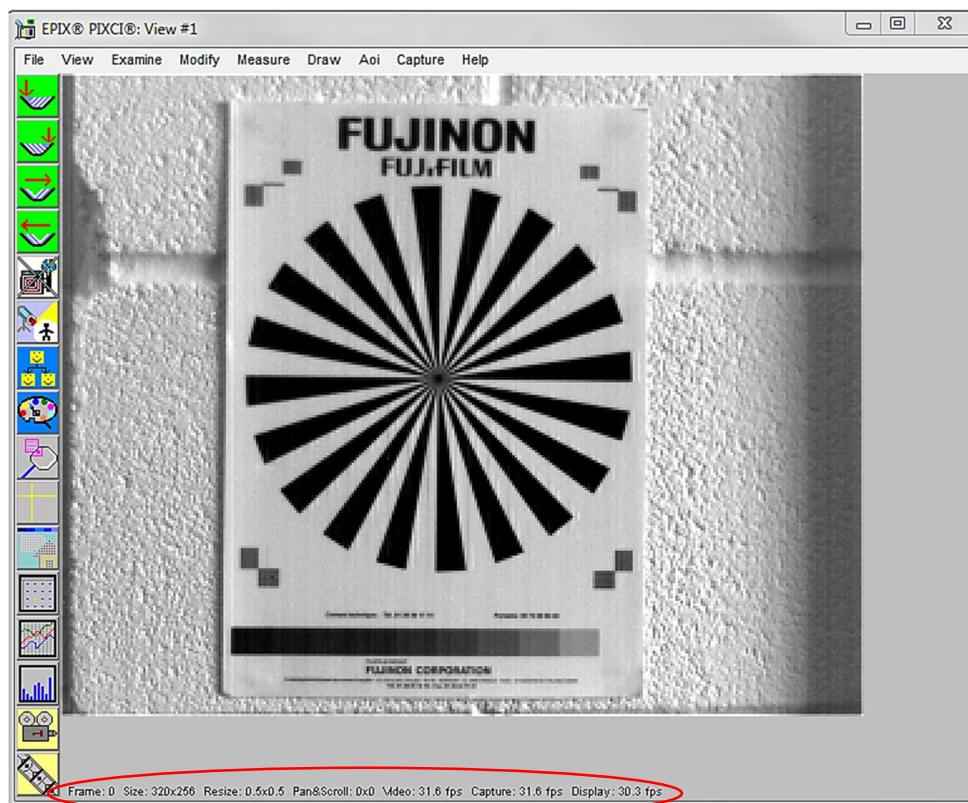 EPIX® PIXCI®: View #1
File View Examine Modify Measure Draw Aoi Capture Help
FUJINON
FUJIFILM
FUJINON CORPORATION
Frame: 0 Size: 320x256 Resize: 0.5x0.5 Pan&Scroll: 0x0 Video: 31.6 fps Capture: 31.6 fps Display: 30.3 fps